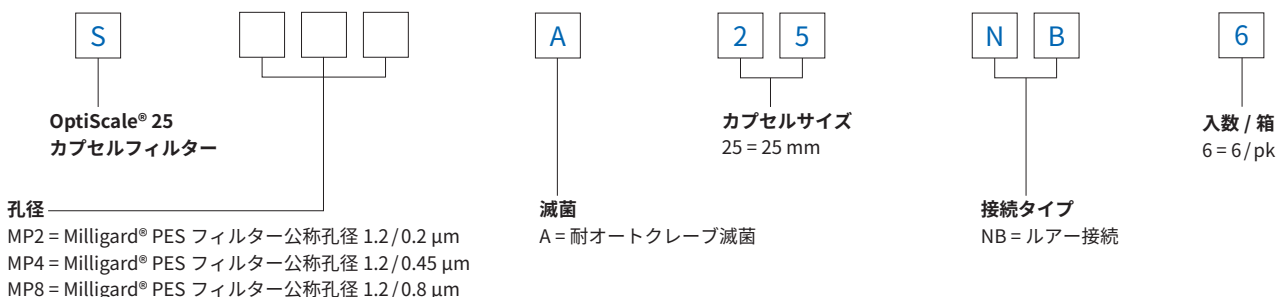 S A 2 5 N B 6
OptiScale® 25
カプセルフィルター
カプセルサイズ
25 = 25 mm
入数 / 箱
6 = 6/pk
孔径
MP2 = Milligard® PES フィルター公称孔径 1.2/0.2 μm
MP4 = Milligard® PES フィルター公称孔径 1.2/0.45 μm
MP8 = Milligard® PES フィルター公称孔径 1.2/0.8 μm
滅菌
A = 耐オートクレーブ滅菌
接続タイプ
NB = ルアー接続